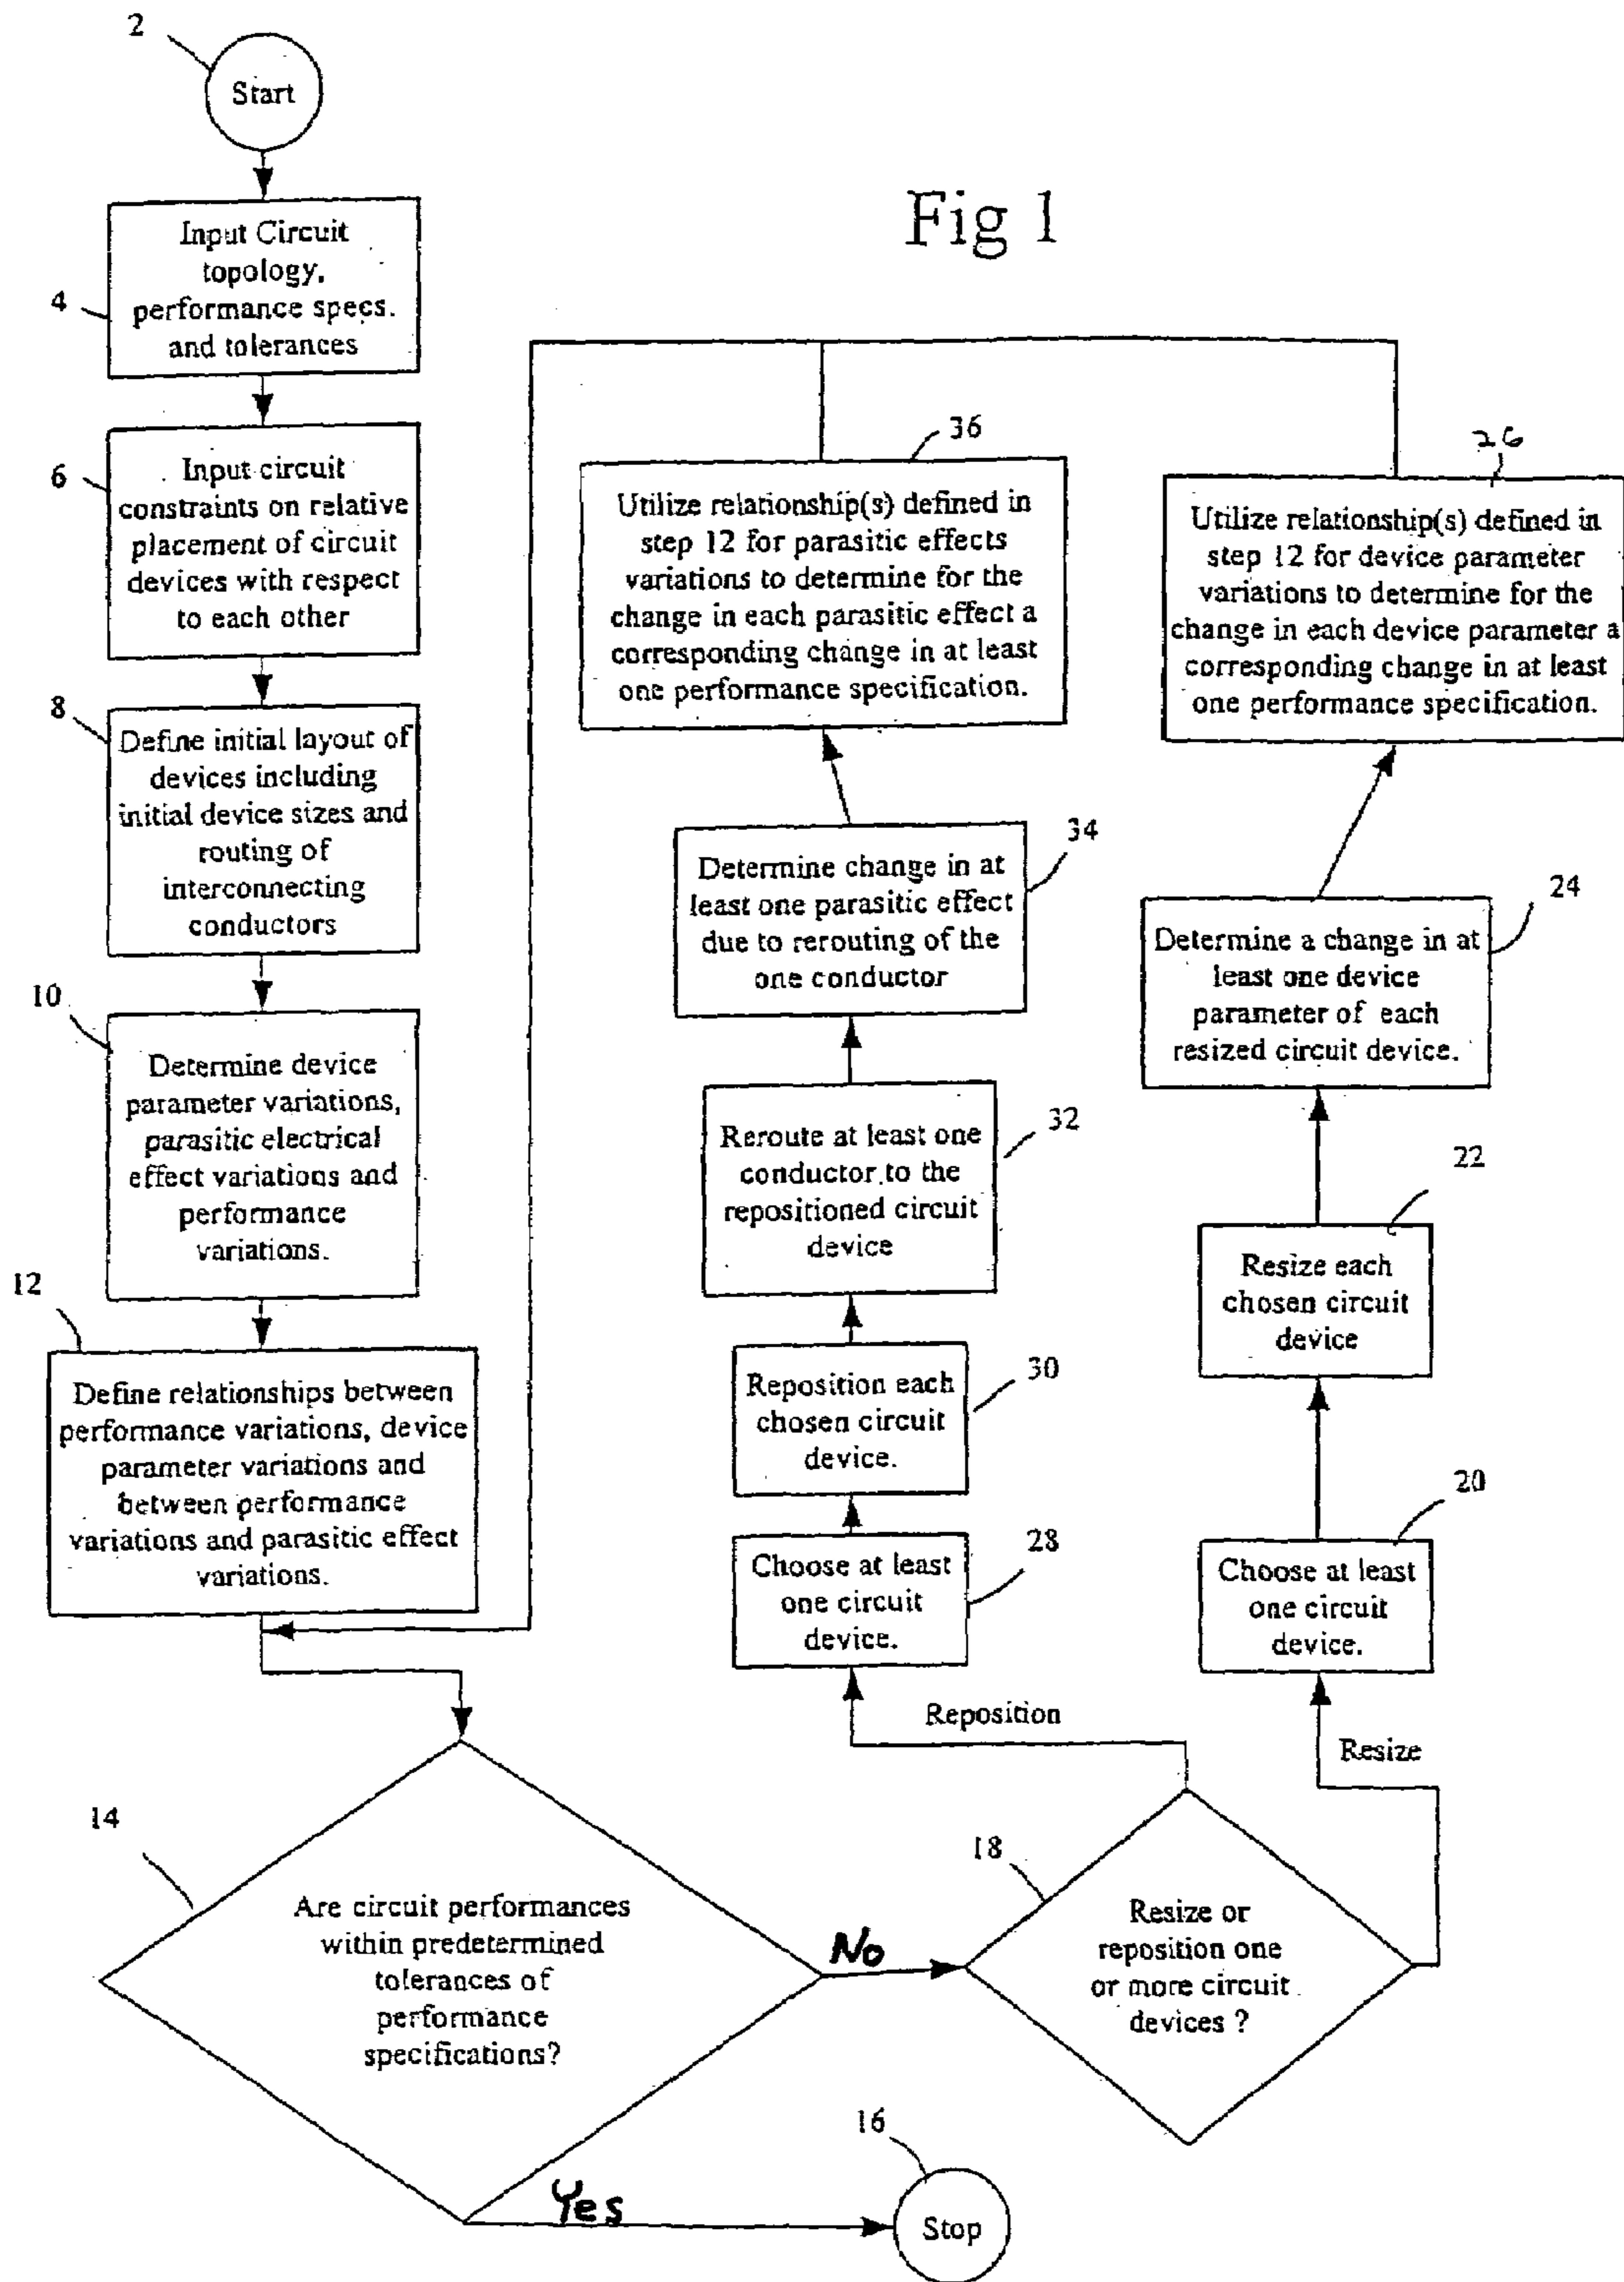 2
Start
Fig 1
4
Input Circuit
topology,
performance specs.
and tolerances
6
Input circuit
constraints on relative
placement of circuit
devices with respect
to each other
8
Define initial layout of
devices including
initial device sizes and
routing of
interconnecting
conductors
10
Determine device
parameter variations,
parasitic electrical
effect variations and
performance
variations.
12
Define relationships between
performance variations, device
parameter variations and
between performance
variations and parasitic effect
variations.
14
Are circuit performances
within predetermined
tolerances of
performance
specifications?
No
Yes
16
Stop
18
Resize or
reposition one
or more circuit
devices ?
Reposition
Resize
36
Utilize relationship(s) defined in
step 12 for parasitic effects
variations to determine for the
change in each parasitic effect a
corresponding change in at least
one performance specification.
34
Determine change in at
least one parasitic effect
due to rerouting of the
one conductor
32
Reroute at least one
conductor to the
repositioned circuit
device
30
Reposition each
chosen circuit
device.
28
Choose at least
one circuit
device.
26
Utilize relationship(s) defined in
step 12 for device parameter
variations to determine for the
change in each device parameter a
corresponding change in at least
one performance specification.
24
Determine a change in at
least one device
parameter of each
resized circuit device.
22
Resize each
chosen circuit
device
20
Choose at least
one circuit
device.